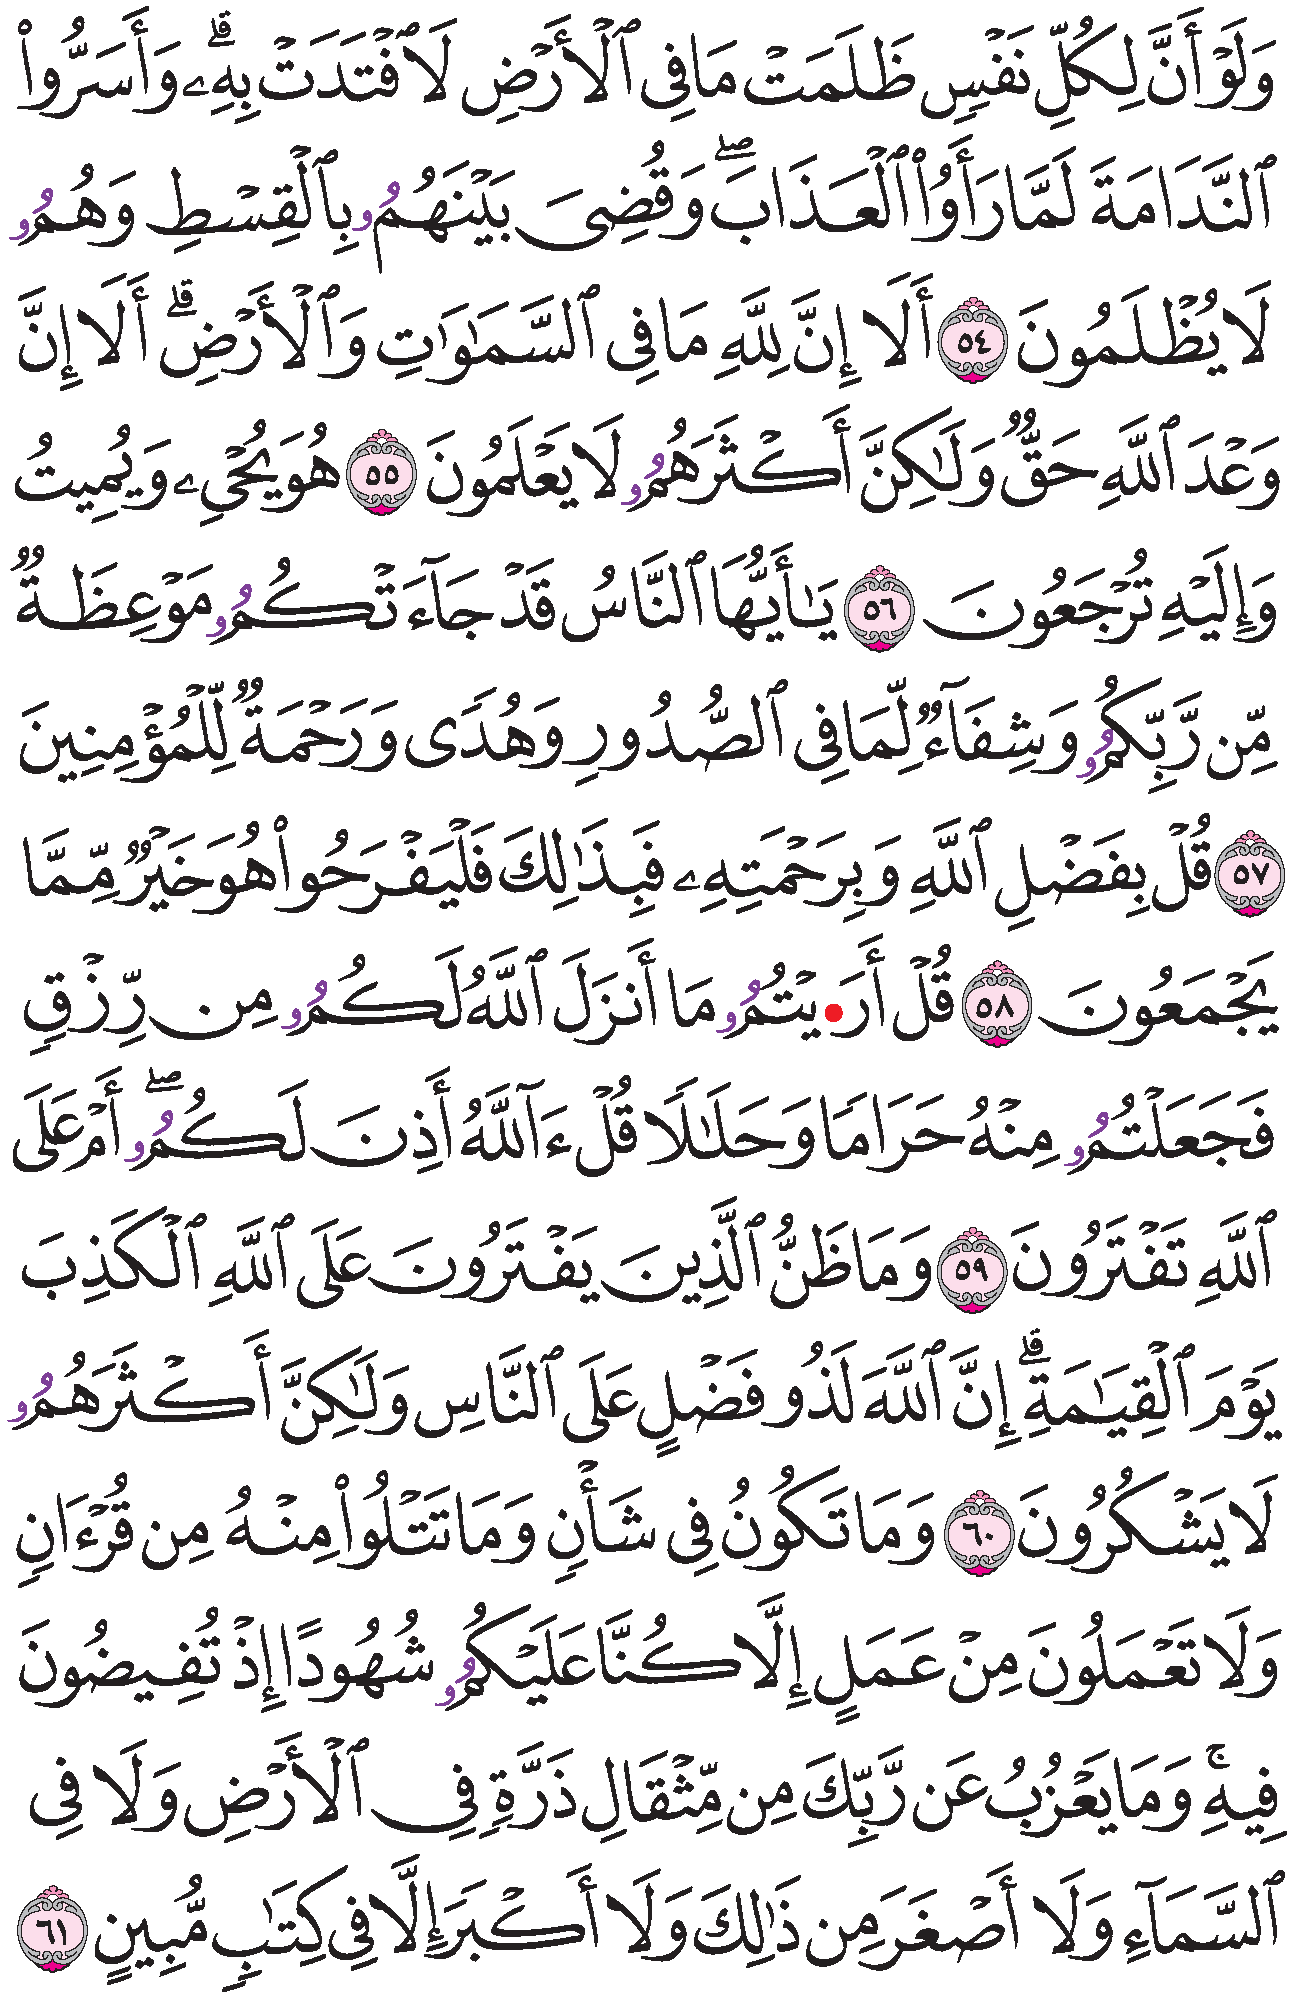 وَلَوۡ أَنَّ لِكُلِّ نَفۡسٖ ظَلَمَتۡ مَا فِي ٱلۡأَرۡضِ لَٱفۡتَدَتۡ بِهِۦۗ وَأَسَرُّواْ
ٱلنَّدَامَةَ لَمَّا رَأَوُاْ ٱلۡعَذَابَۖ وَقُضِيَ بَيۡنَهُمُۥ بِٱلۡقِسۡطِ وَهُمُۥ
لَا يُظۡلَمُونَ ٥٤ أَلَآ إِنَّ لِلَّهِ مَا فِي ٱلسَّمَٰوَٰتِ وَٱلۡأَرۡضِۗ أَلَآ إِنَّ
وَعۡدَ ٱللَّهِ حَقّٞ وَلَٰكِنَّ أَكۡثَرَهُمُۥ لَا يَعۡلَمُونَ ٥٥ هُوَ يُحۡيِۦ وَيُمِيتُ
وَإِلَيۡهِ تُرۡجَعُونَ ٥٦ يَٰٓأَيُّهَا ٱلنَّاسُ قَدۡ جَآءَتۡكُمُۥ مَوۡعِظَةٞ
مِّن رَّبِّكُمُۥ وَشِفَآءٞ لِّمَا فِي ٱلصُّدُورِ وَهُدٗى وَرَحۡمَةٞ لِّلۡمُؤۡمِنِينَ
٥٧ قُلۡ بِفَضۡلِ ٱللَّهِ وَبِرَحۡمَتِهِۦ فَبِذَٰلِكَ فَلۡيَفۡرَحُواْ هُوَ خَيۡرٞ مِّمَّا
يَجۡمَعُونَ ٥٨ قُلۡ أَرَ•يۡتُمُۥ مَا أَنزَلَ ٱللَّهُ لَكُمُۥ مِن رِّزۡقٖ
فَجَعَلۡتُمُۥ مِنۡهُ حَرَامٗا وَحَلَٰلٗا قُلۡ ءَآللَّهُ أَذِنَ لَكُمُۥۖ أَمۡ عَلَى
ٱللَّهِ تَفۡتَرُونَ ٥٩ وَمَا ظَنُّ ٱلَّذِينَ يَفۡتَرُونَ عَلَى ٱللَّهِ ٱلۡكَذِبَ
يَوۡمَ ٱلۡقِيَٰمَةِۗ إِنَّ ٱللَّهَ لَذُو فَضۡلٍ عَلَى ٱلنَّاسِ وَلَٰكِنَّ أَكۡثَرَهُمُۥ
لَا يَشۡكُرُونَ ٦٠ وَمَا تَكُونُ فِي شَأۡنٖ وَمَا تَتۡلُواْ مِنۡهُ مِن قُرۡءَانٖ
وَلَا تَعۡمَلُونَ مِنۡ عَمَلٍ إِلَّا كُنَّا عَلَيۡكُمُۥ شُهُودًا إِذۡ تُفِيضُونَ
فِيهِۚ وَمَا يَعۡزُبُ عَن رَّبِّكَ مِن مِّثۡقَالِ ذَرَّةٖ فِي ٱلۡأَرۡضِ وَلَا فِي
ٱلسَّمَآءِ وَلَا أَصۡغَرَ مِن ذَٰلِكَ وَلَا أَكۡبَرَ إِلَّا فِي كِتَٰبٖ مُّبِينٍ ٦١